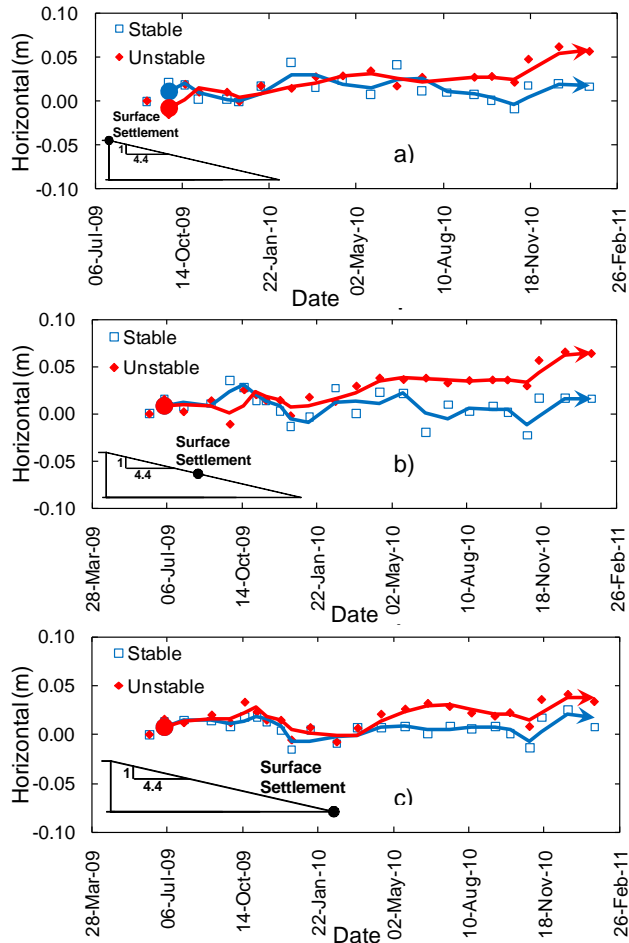 Horizontal (m)
0.10
0.05
0.00
-0.05
-0.10
Stable
Unstable
Surface
Settlement
1
4.4
a)
06-Jul-09
14-Oct-09
22-Jan-10
02-May-10
10-Aug-10
18-Nov-10
26-Feb-11
Date
Horizontal (m)
0.10
0.05
0.00
-0.05
-0.10
Stable
Unstable
Surface
Settlement
1
4.4
b)
28-Mar-09
06-Jul-09
14-Oct-09
22-Jan-10
02-May-10
10-Aug-10
18-Nov-10
26-Feb-11
Date
Horizontal (m)
0.10
0.05
0.00
-0.05
-0.10
Stable
Unstable
Surface
Settlement
1
4.4
c)
28-Mar-09
06-Jul-09
14-Oct-09
22-Jan-10
02-May-10
10-Aug-10
18-Nov-10
26-Feb-11